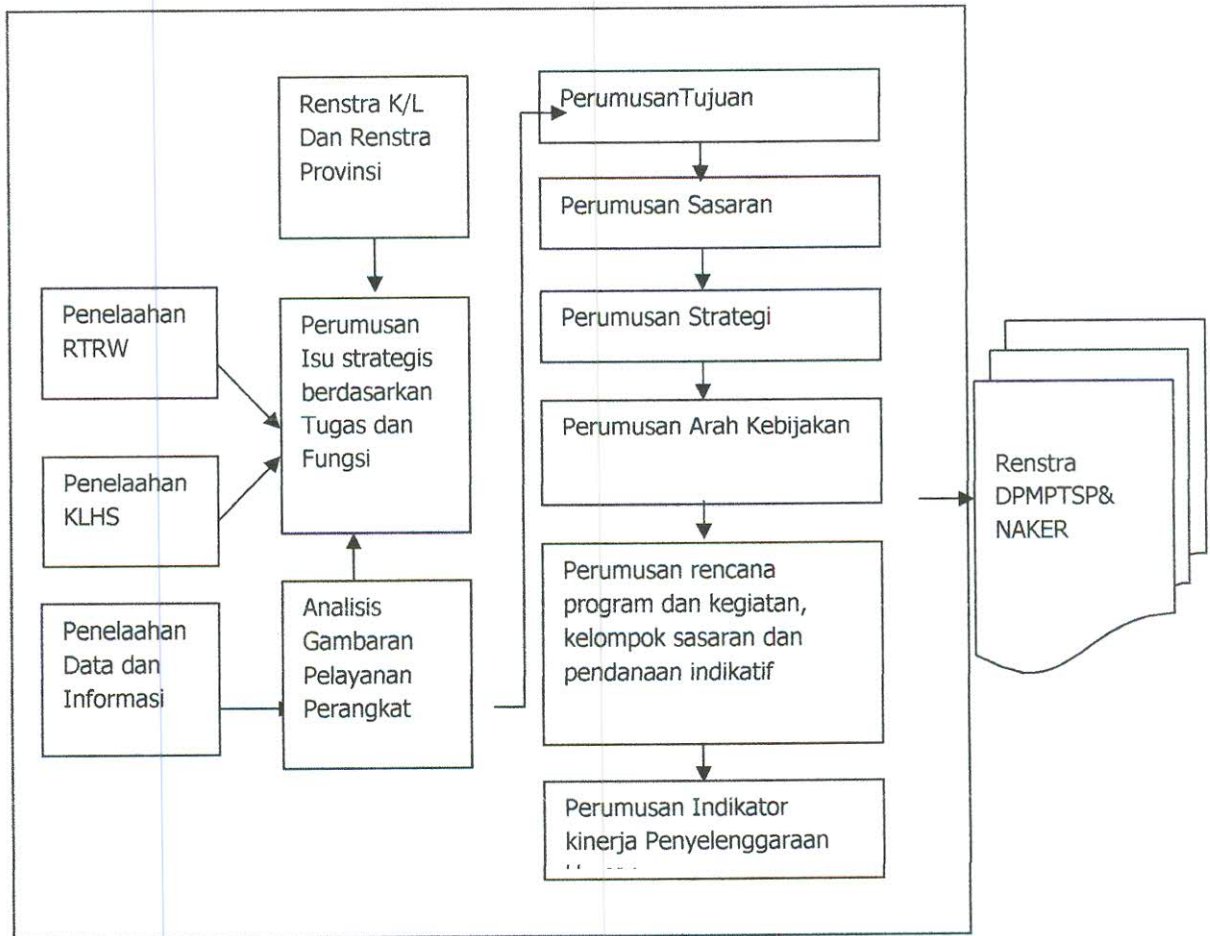 Renstra K/L
Dan Renstra
Provinsi
Penelaahan
RTRW
Perumusan
Isu strategis
berdasarkan
Tugas dan
Fungsi
Penelaahan
KLHS
Penelaahan
Data dan
Informasi
Analisis
Gambaran
Pelayanan
Perangkat
PerumusanTujuan
Perumusan Sasaran
Perumusan Strategi
Perumusan Arah Kebijakan
Perumusan rencana
program dan kegiatan,
kelompok sasaran dan
pendanaan indikatif
Perumusan Indikator
kinerja Penyelenggaraan
Renstra
DPMPTSP&
NAKER